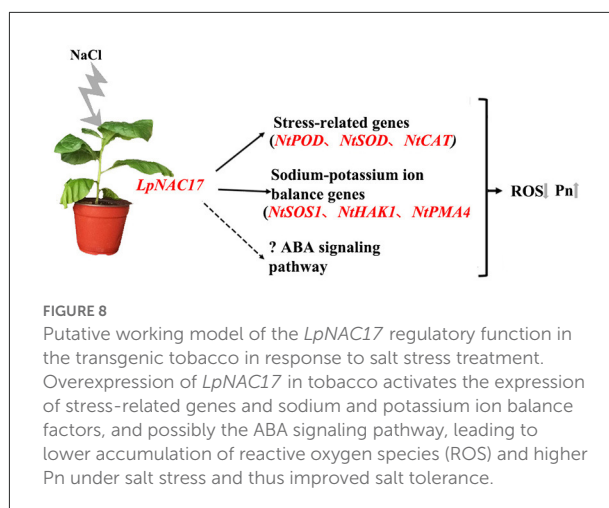 NaCl
LpNAC17
Stress-related genes
(NtPOD、NtSOD、NtCAT)
Sodium-potassium ion
balance genes
(NtSOS1、NtHAK1、NtPMA4
? ABA signaling
pathway
ROS↓ Pn↑
FIGURE 8
Putative working model of the LpNAC17 regulatory function in
the transgenic tobacco in response to salt stress treatment.
Overexpression of LpNAC17 in tobacco activates the expression
of stress-related genes and sodium and potassium ion balance
factors, and possibly the ABA signaling pathway, leading to
lower accumulation of reactive oxygen species (ROS) and higher
Pn under salt stress and thus improved salt tolerance.